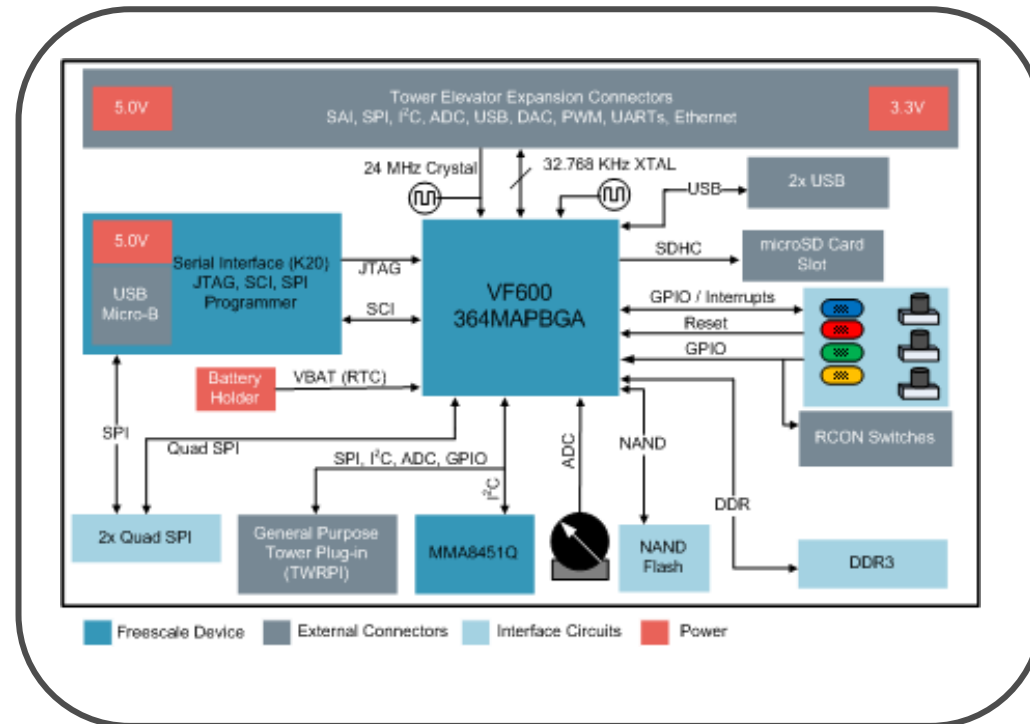 Tower Elevator Expansion Connectors
SAI, SPI, I²C, ADC, USB, DAC, PWM, UARTs, Ethernet
5.0V
3.3V
24 MHz Crystal
32.768 KHz XTAL
USB
2x USB
5.0V
USB
Micro-B
Serial Interface (K20)
JTAG, SCI, SPI
Programmer
JTAG
SCI
VF600
364MAPBGA
SDHC
microSD Card
Slot
GPIO / Interrupts
Reset
GPIO
Battery
Holder
VBAT (RTC)
RCON Switches
SPI
Quad SPI
SPI, I²C, ADC, GPIO
I²C
ADC
NAND
DDR
2x Quad SPI
General Purpose
Tower Plug-in
(TWRPI)
MMA8451Q
NAND
Flash
DDR3
Freescale Device
External Connectors
Interface Circuits
Power